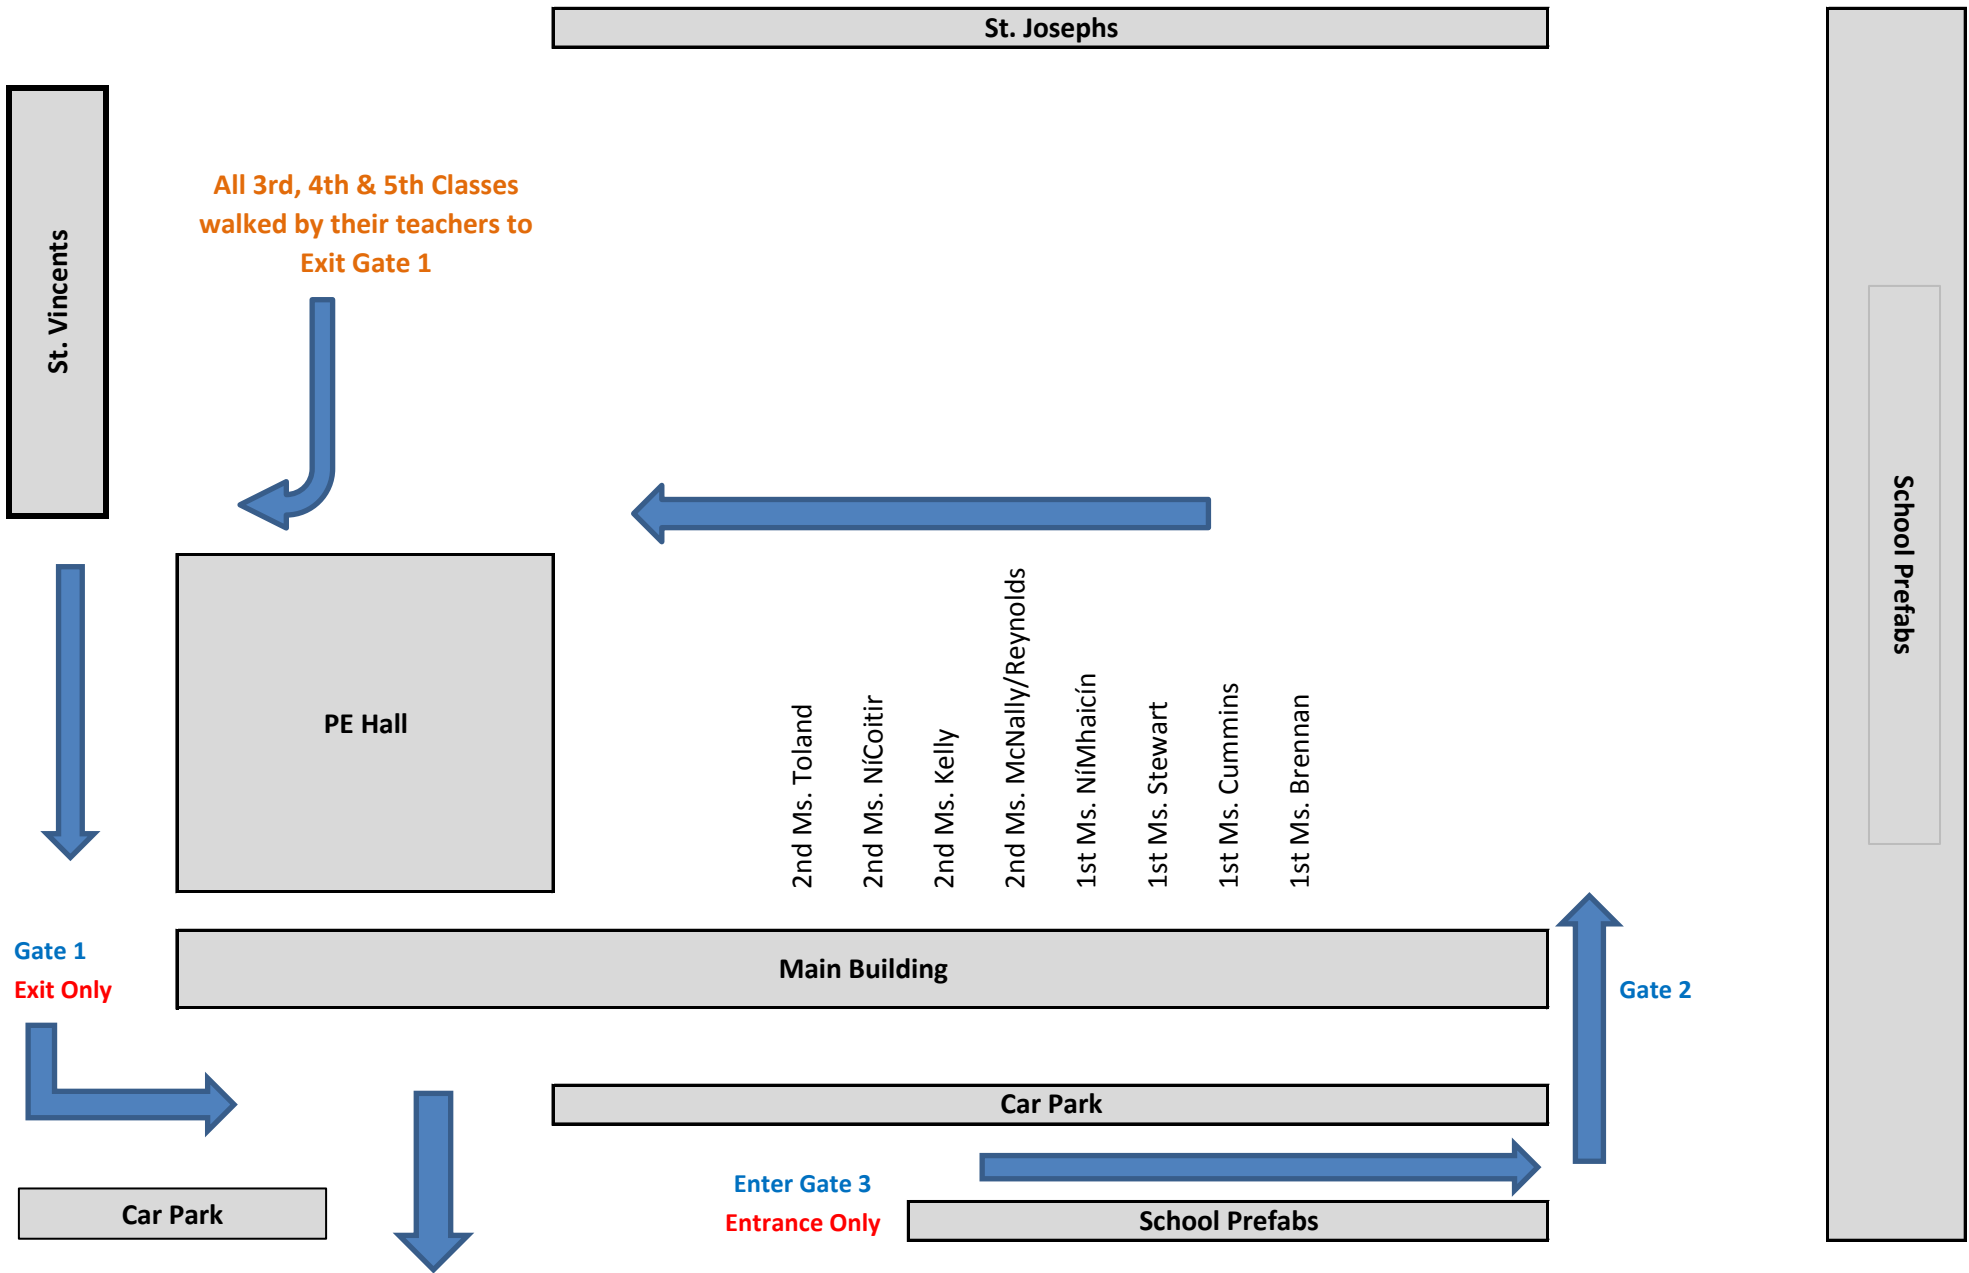 St. Josephs
St. Vincents
All 3rd, 4th & 5th Classes
walked by their teachers to
Exit Gate 1
School Prefabs
PE Hall
2nd Ms. Toland
2nd Ms. NíCoitir
2nd Ms. Kelly
2nd Ms. McNally/Reynolds
1st Ms. NíMhaicín
1st Ms. Stewart
1st Ms. Cummins
1st Ms. Brennan
Gate 1
Exit Only
Main Building
Gate 2
Car Park
Enter Gate 3
Entrance Only
Car Park
School Prefabs